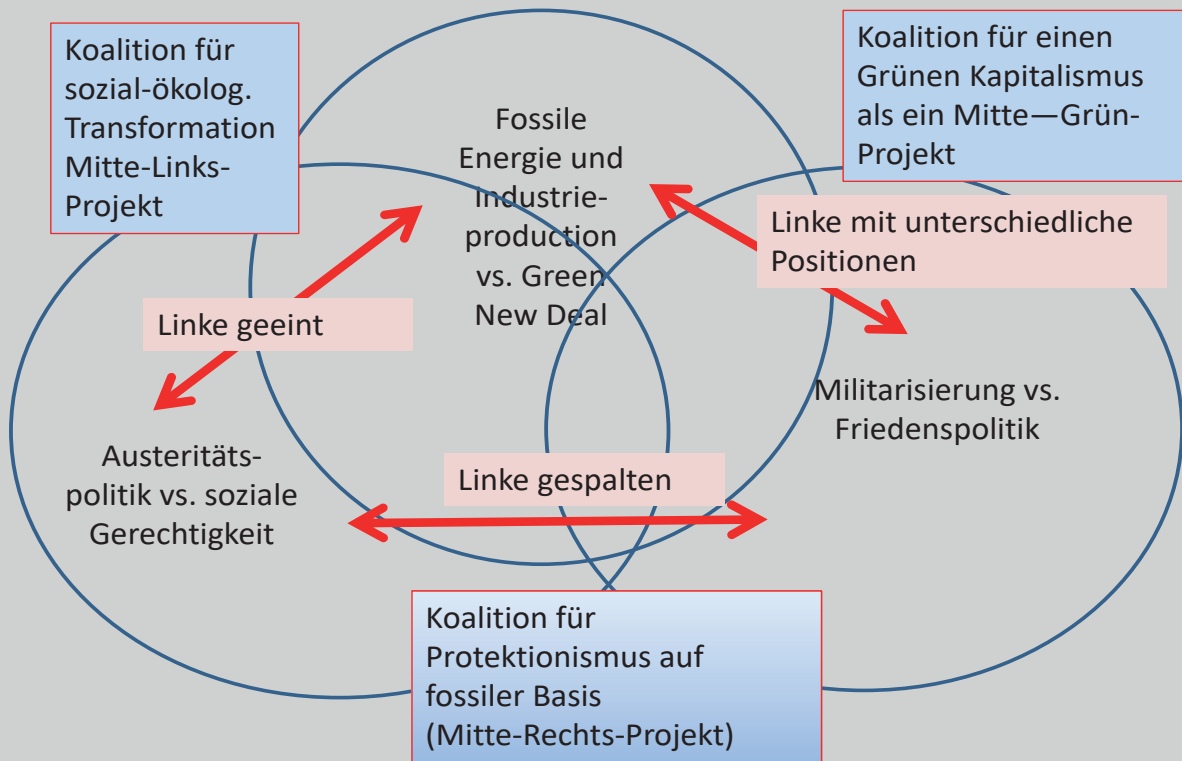 Koalition für
sozial-ökolog.
Transformation
Mitte-Links-
Projekt
Koalition für einen
Grünen Kapitalismus
als ein Mitte—Grün-
Projekt
Fossile
Energie und
industrie-
production
vs. Green
New Deal
Linke mit unterschiedliche
Positionen
Linke geeint
Militarisierung vs.
Friedenspolitik
Austeritäts-
politik vs. soziale
Gerechtigkeit
Linke gespalten
Koalition für
Protektionismus auf
fossiler Basis
(Mitte-Rechts-Projekt)